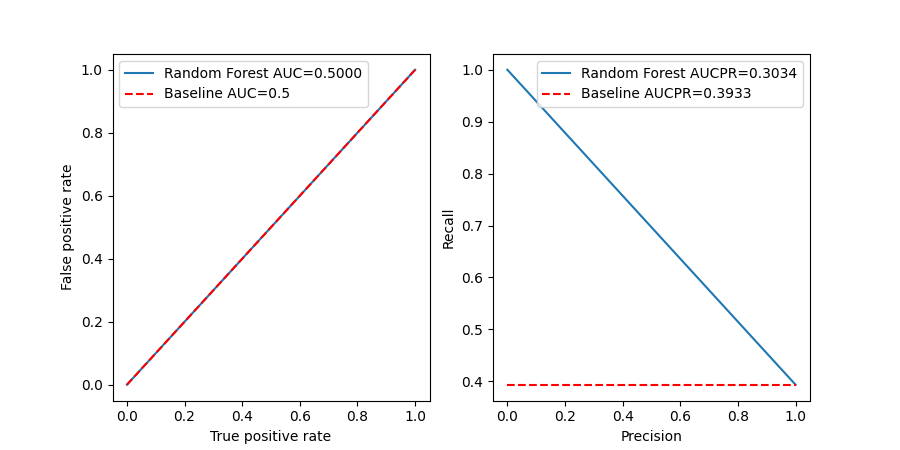 Random Forest AUC=0.5000
Baseline AUC=0.5
1.0
0.8
0.6
0.4
0.2
0.0
False positive rate
0.0 0.2 0.4 0.6 0.8 1.0
True positive rate
Random Forest AUCPR=0.3034
Baseline AUCPR=0.3933
1.0
0.9
0.8
0.7
0.6
0.5
0.4
Recall
0.0 0.2 0.4 0.6 0.8 1.0
Precision